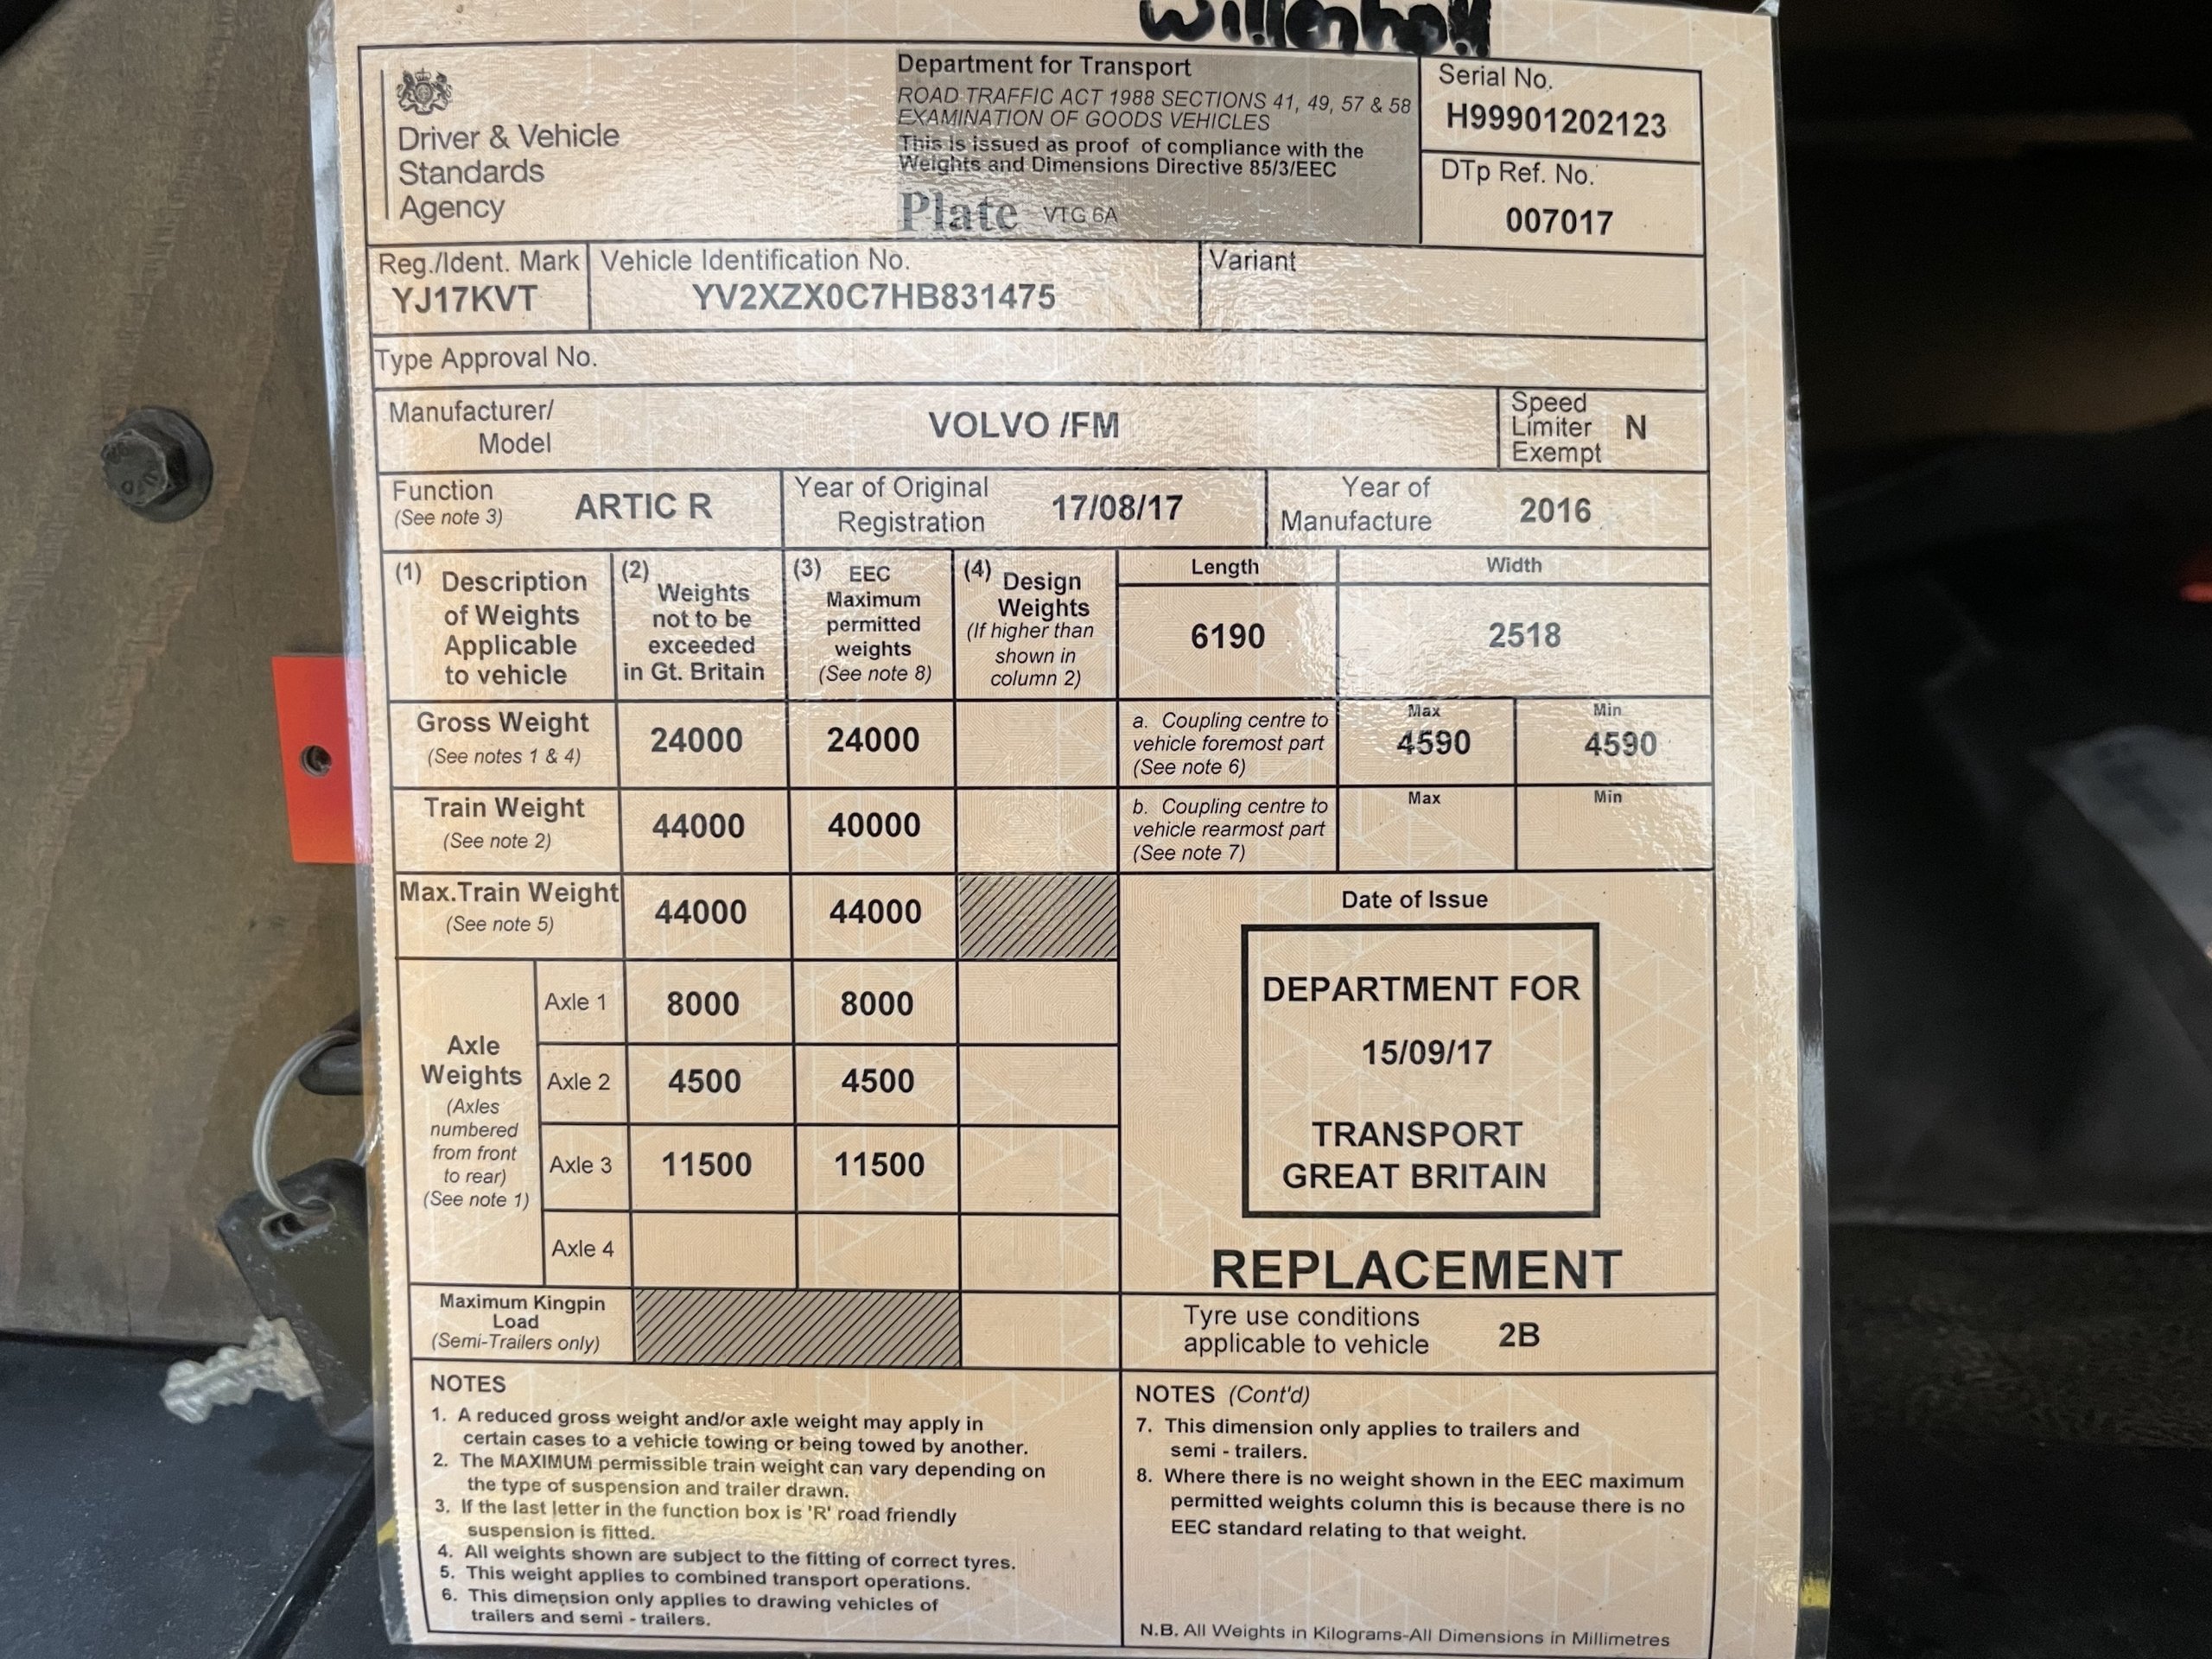 Willenhall
Driver & Vehicle
Standards
Agency
Department for Transport
ROAD TRAFFIC ACT 1988 SECTIONS 41, 49, 57 & 58
EXAMINATION OF GOODS VEHICLES
This is issued as proof of compliance with the
Weights and Dimensions Directive 85/3/EEC
Plate VTG 6A
Serial No.
H99901202123
DTp Ref. No.
007017
Reg./Ident. Mark
YJ17KVT
Vehicle Identification No.
YV2XZX0C7HB831475
Variant
Type Approval No.
Manufacturer/
Model
VOLVO /FM
Speed
Limiter
Exempt
N
Function
(See note 3)
ARTIC R
Year of Original
Registration
17/08/17
Year of
Manufacture
2016
(1) Description
of Weights
Applicable
to vehicle
(2) Weights
not to be
exceeded
in Gt. Britain
(3) EEC
Maximum
permitted
weights
(See note 8)
(4) Design
Weights
(If higher than
shown in
column 2)
Length
6190
Width
2518
Gross Weight
(See notes 1 & 4)
24000
24000
a. Coupling centre to
vehicle foremost part
(See note 6)
Max
4590
Min
4590
Train Weight
(See note 2)
44000
40000
b. Coupling centre to
vehicle rearmost part
(See note 7)
Max
Min
Max.Train Weight
(See note 5)
44000
44000
Axle
Weights
(Axles
numbered
from front
to rear)
(See note 1)
Axle 1
8000
8000
Axle 2
4500
4500
Axle 3
11500
11500
Axle 4
Date of Issue
DEPARTMENT FOR
15/09/17
TRANSPORT
GREAT BRITAIN
REPLACEMENT
Maximum Kingpin
Load
(Semi-Trailers only)
Tyre use conditions
applicable to vehicle
2B
NOTES
1. A reduced gross weight and/or axle weight may apply in
certain cases to a vehicle towing or being towed by another.
2. The MAXIMUM permissible train weight can vary depending on
the type of suspension and trailer drawn.
3. If the last letter in the function box is 'R' road friendly
suspension is fitted.
4. All weights shown are subject to the fitting of correct tyres.
5. This weight applies to combined transport operations.
6. This dimension only applies to drawing vehicles of
trailers and semi - trailers.
NOTES (Cont'd)
7. This dimension only applies to trailers and
semi - trailers.
8. Where there is no weight shown in the EEC maximum
permitted weights column this is because there is no
EEC standard relating to that weight.
N.B. All Weights in Kilograms-All Dimensions in Millimetres